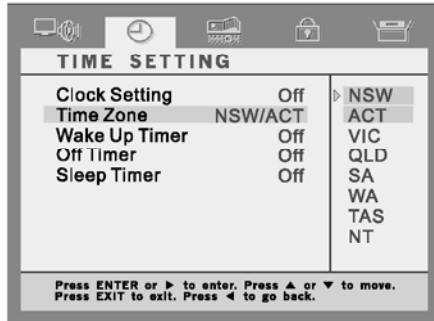 TIME SETTING
Clock Setting Off
Time Zone NSW/ACT
Wake Up Timer Off
Off Timer Off
Sleep Timer Off
▷ NSW
ACT
VIC
QLD
SA
WA
TAS
NT
Press ENTER or ▶ to enter. Press ▲ or ▼ to move.
Press EXIT to exit. Press ◀ to go back.